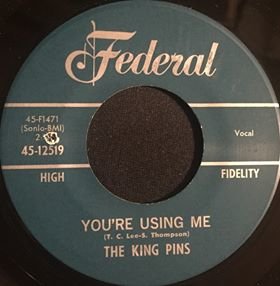 Federal
45-F1471
(Sonlo-BMI)
45-12519
Vocal
HIGH
FIDELITY
YOU'RE USING ME
(T. C. Lee-S. Thompson)
THE KING PINS